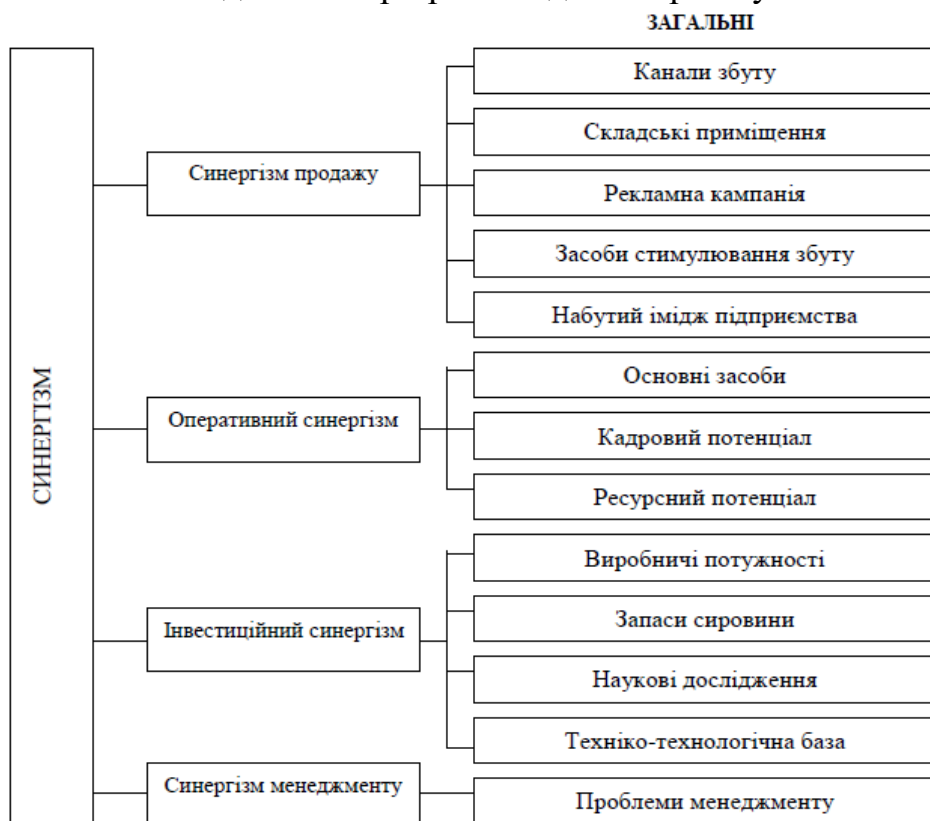 ЗАГАЛЬНІ
СИНЕРГІЗМ
Синергізм продажу
Канали збуту
Складські приміщення
Рекламна кампанія
Засоби стимулювання збуту
Набутий імідж підприємства
Оперативний синергізм
Основні засоби
Кадровий потенціал
Ресурсний потенціал
Інвестиційний синергізм
Виробничі потужності
Запаси сировини
Наукові дослідження
Техніко-технологічна база
Синергізм менеджменту
Проблеми менеджменту